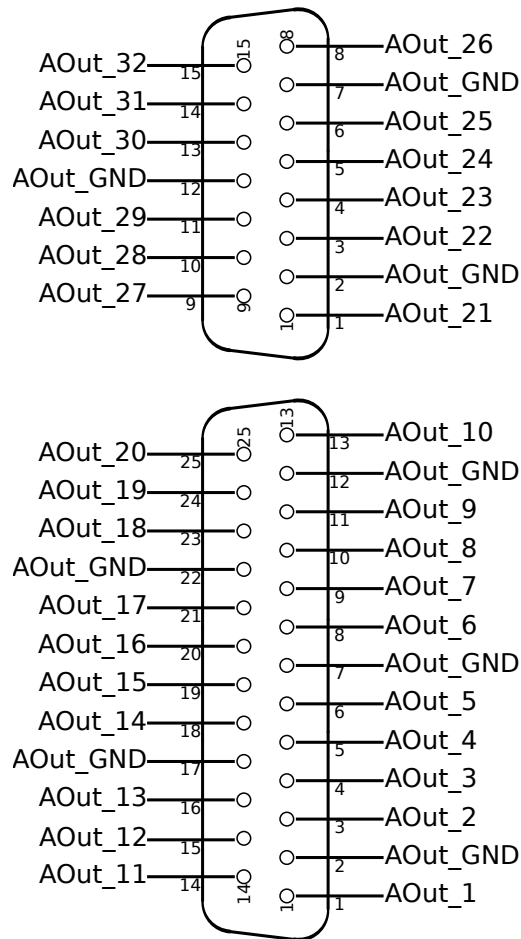 15 8 8 AOut_26
AOut_32 15
7 AOut_GND
AOut_31 14
6 AOut_25
AOut_30 13
5 AOut_24
AOut_GND 12
4 AOut_23
AOut_29 11
3 AOut_22
AOut_28 10
2 AOut_GND
AOut_27 9 9
1 1 AOut_21
25 13 13 AOut_10
AOut_20 25
12 AOut_GND
AOut_19 24
11 AOut_9
AOut_18 23
10 AOut_8
AOut_GND 22
9 AOut_7
AOut_17 21
8 AOut_6
AOut_16 20
7 AOut_GND
AOut_15 19
6 AOut_5
AOut_14 18
5 AOut_4
AOut_GND 17
4 AOut_3
AOut_13 16
3 AOut_2
AOut_12 15
2 AOut_GND
AOut_11 14 14
1 1 AOut_1